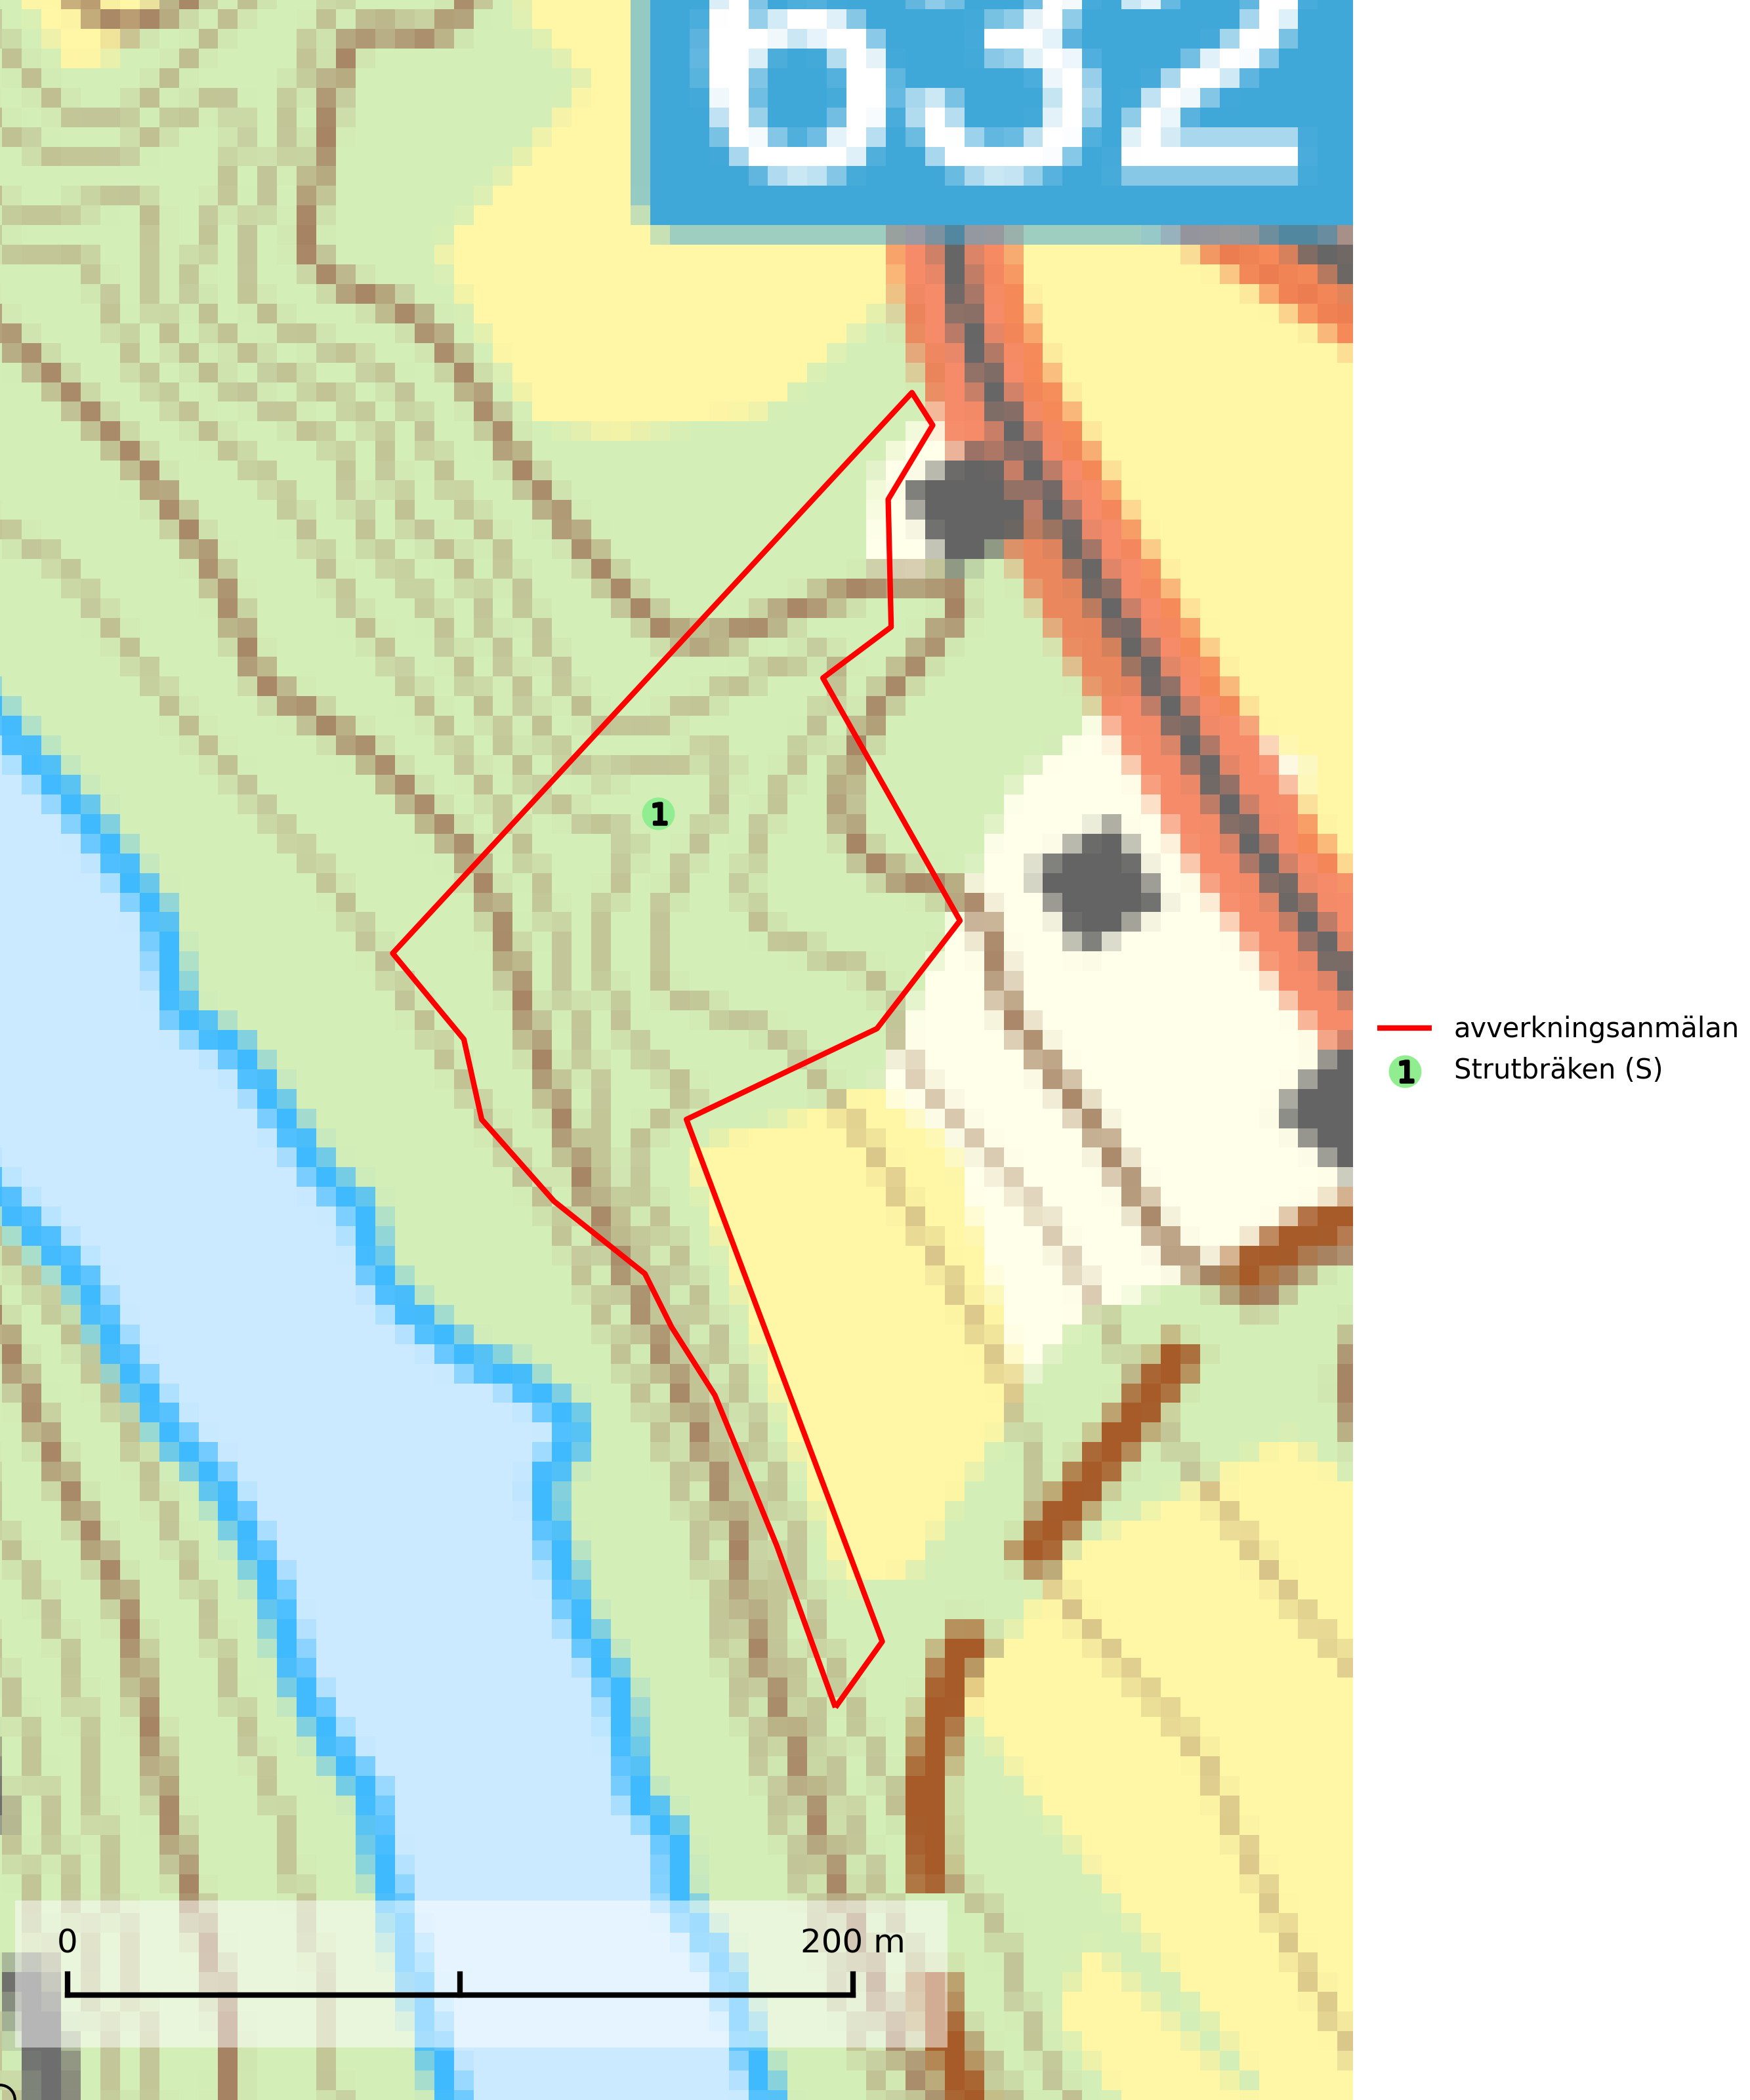 632
1
avverkningsanmälan
1 Strutbräken (S)
0 200 m